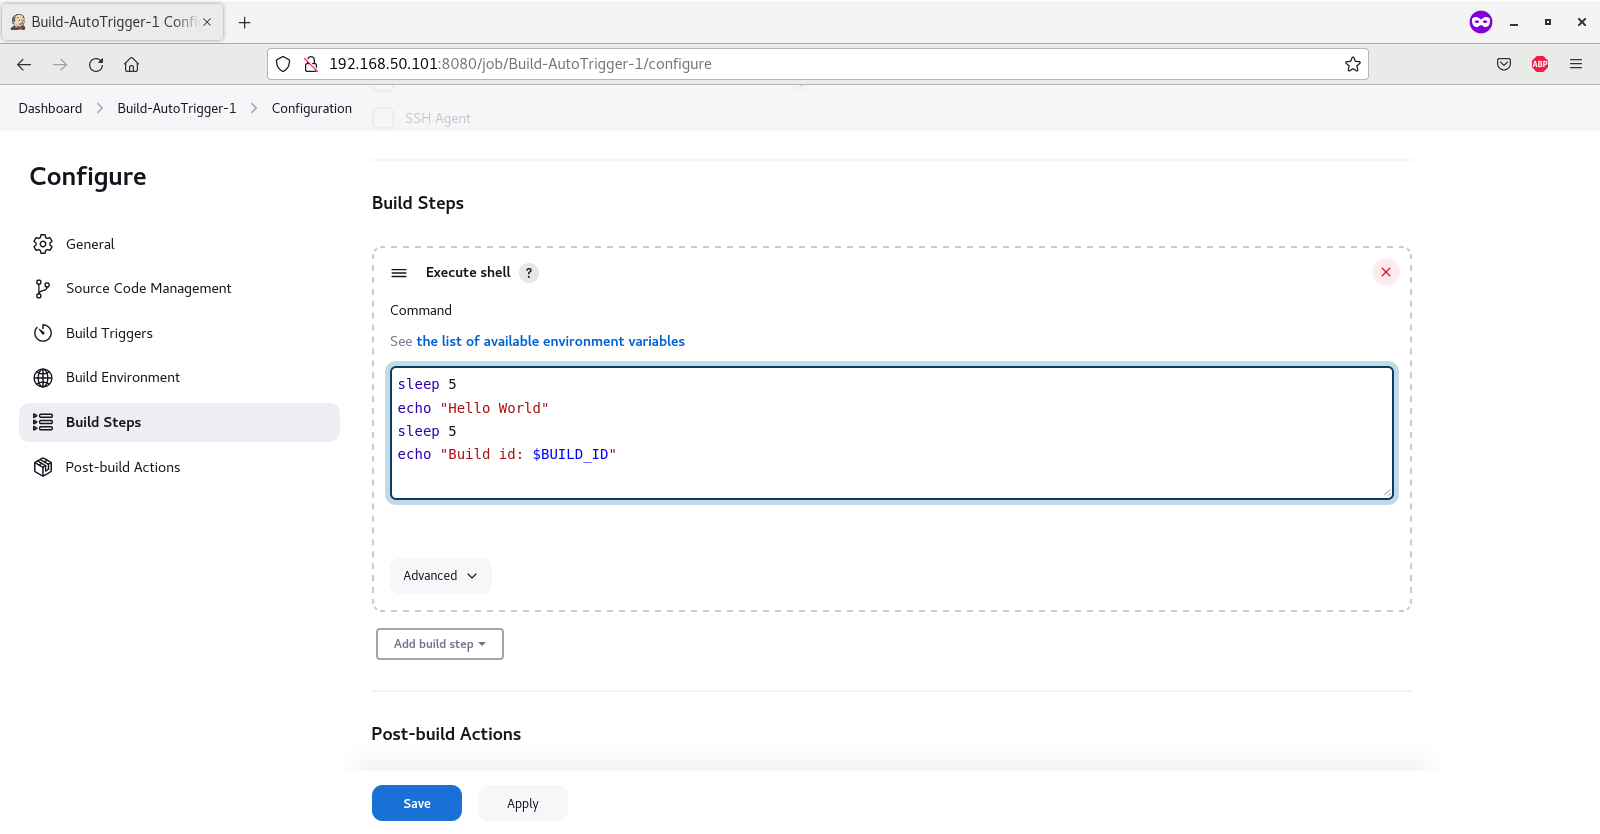 Build-AutoTrigger-1 Confi
192.168.50.101:8080/job/Build-AutoTrigger-1/configure
ABP
Dashboard > Build-AutoTrigger-1 > Configuration
SSH Agent
Configure
General
Source Code Management
Build Triggers
Build Environment
Build Steps
Post-build Actions
Build Steps
Execute shell ?
Command
See the list of available environment variables
sleep 5
echo "Hello World"
sleep 5
echo "Build id: $BUILD_ID"
Advanced
Add build step
Post-build Actions
Save Apply